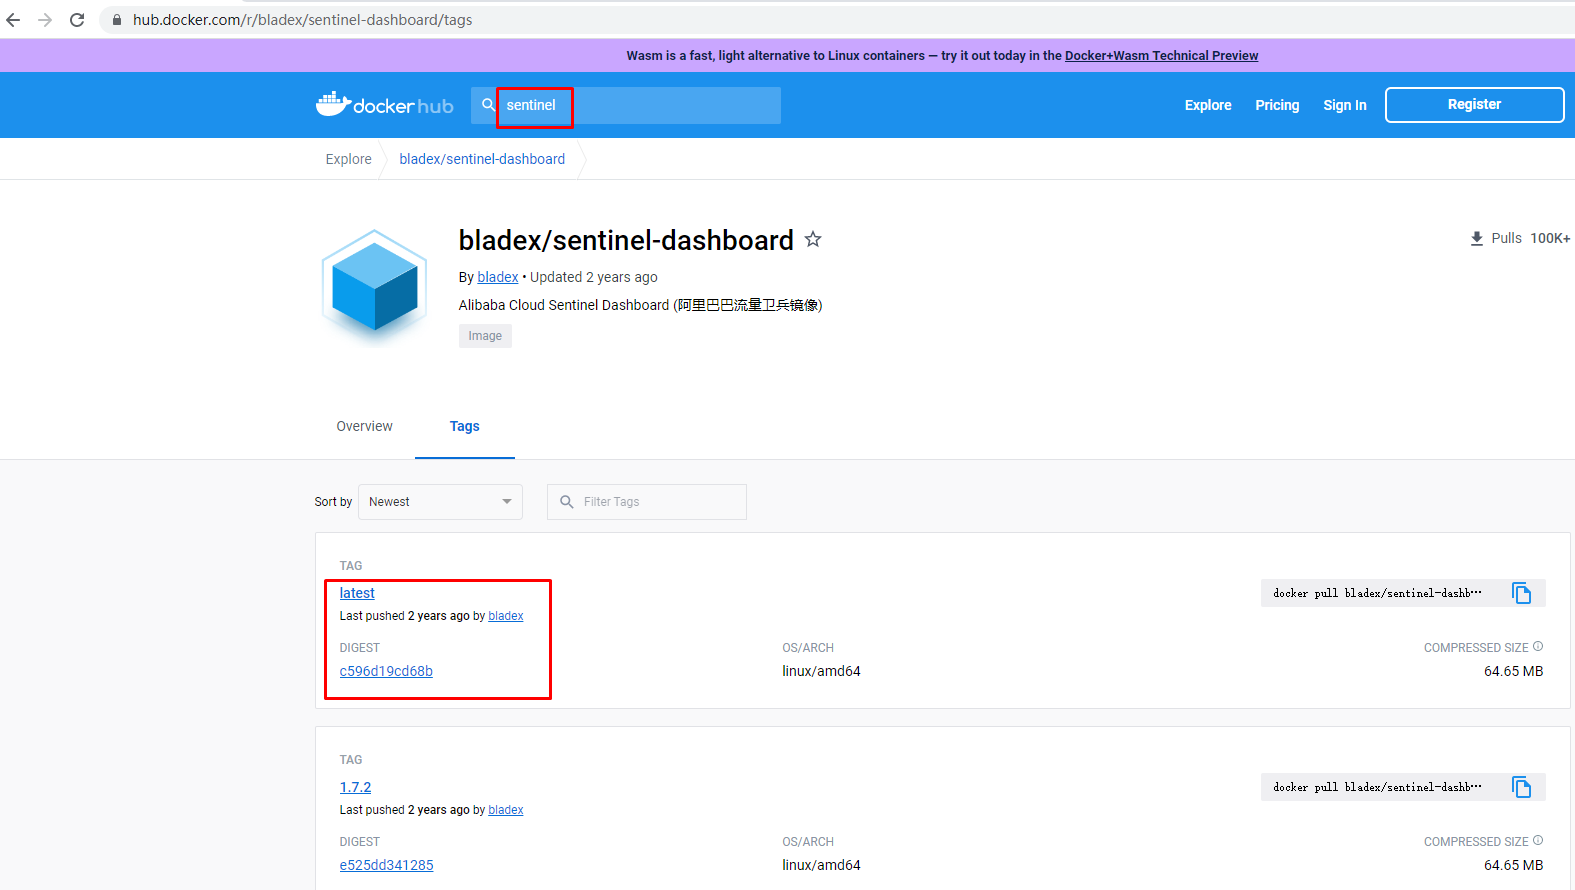 hub.docker.com/r/bladex/sentinel-dashboard/tags
Wasm is a fast, light alternative to Linux containers — try it out today in the Docker+Wasm Technical Preview
docker hub
sentinel
Explore
Pricing
Sign In
Register
Explore
bladex/sentinel-dashboard
bladex/sentinel-dashboard
Pulls 100K+
By bladex • Updated 2 years ago
Alibaba Cloud Sentinel Dashboard (阿里巴巴流量卫兵镜像)
Image
Overview
Tags
Sort by
Newest
Filter Tags
TAG
latest
docker pull bladex/sentinel-dashb···
Last pushed 2 years ago by bladex
DIGEST
OS/ARCH
COMPRESSED SIZE
c596d19cd68b
linux/amd64
64.65 MB
TAG
1.7.2
docker pull bladex/sentinel-dashb···
Last pushed 2 years ago by bladex
DIGEST
OS/ARCH
COMPRESSED SIZE
e525dd341285
linux/amd64
64.65 MB